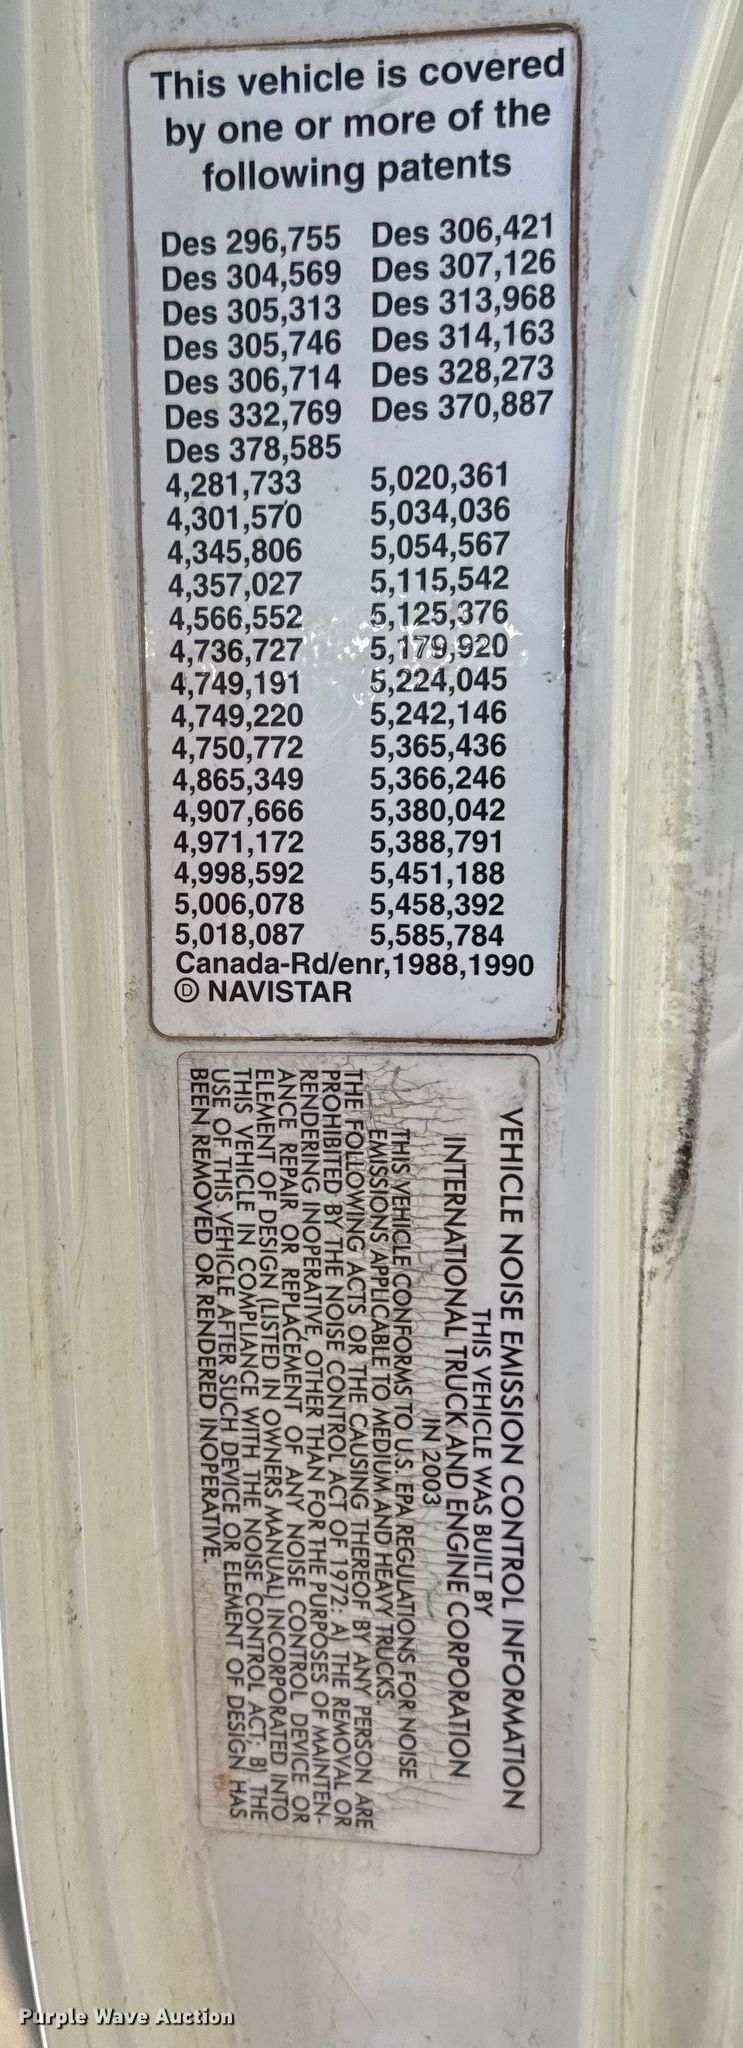 This vehicle is covered
by one or more of the
following patents
Des 296,755 Des 306,421
Des 304,569 Des 307,126
Des 305,313 Des 313,968
Des 305,746 Des 314,163
Des 306,714 Des 328,273
Des 332,769 Des 370,887
Des 378,585
4,281,733 5,020,361
4,301,570 5,034,036
4,345,806 5,054,567
4,357,027 5,115,542
4,566,552 5,125,376
4,736,727 5,179,920
4,749,191 5,224,045
4,749,220 5,242,146
4,750,772 5,365,436
4,865,349 5,366,246
4,907,666 5,380,042
4,971,172 5,388,791
4,998,592 5,451,188
5,006,078 5,458,392
5,018,087 5,585,784
Canada-Rd/enr,1988,1990
Ⓓ NAVISTAR
VEHICLE NOISE EMISSION CONTROL INFORMATION
THIS VEHICLE WAS BUILT BY
INTERNATIONAL TRUCK AND ENGINE CORPORATION
IN 2003
THIS VEHICLE CONFORMS TO U.S. EPA REGULATIONS FOR NOISE
EMISSIONS APPLICABLE TO MEDIUM AND HEAVY TRUCKS.
THE FOLLOWING ACTS OR THE CAUSING THEREOF BY ANY PERSON ARE
PROHIBITED BY THE NOISE CONTROL ACT OF 1972: A) THE REMOVAL OR
RENDERING INOPERATIVE, OTHER THAN FOR THE PURPOSES OF MAINTEN-
ANCE REPAIR OR REPLACEMENT OF ANY NOISE CONTROL DEVICE OR
ELEMENT OF DESIGN (LISTED IN OWNERS MANUAL) INCORPORATED INTO
THIS VEHICLE IN COMPLIANCE WITH THE NOISE CONTROL ACT; B) THE
USE OF THIS VEHICLE AFTER SUCH DEVICE OR ELEMENT OF DESIGN HAS
BEEN REMOVED OR RENDERED INOPERATIVE.
Purple Wave Auction